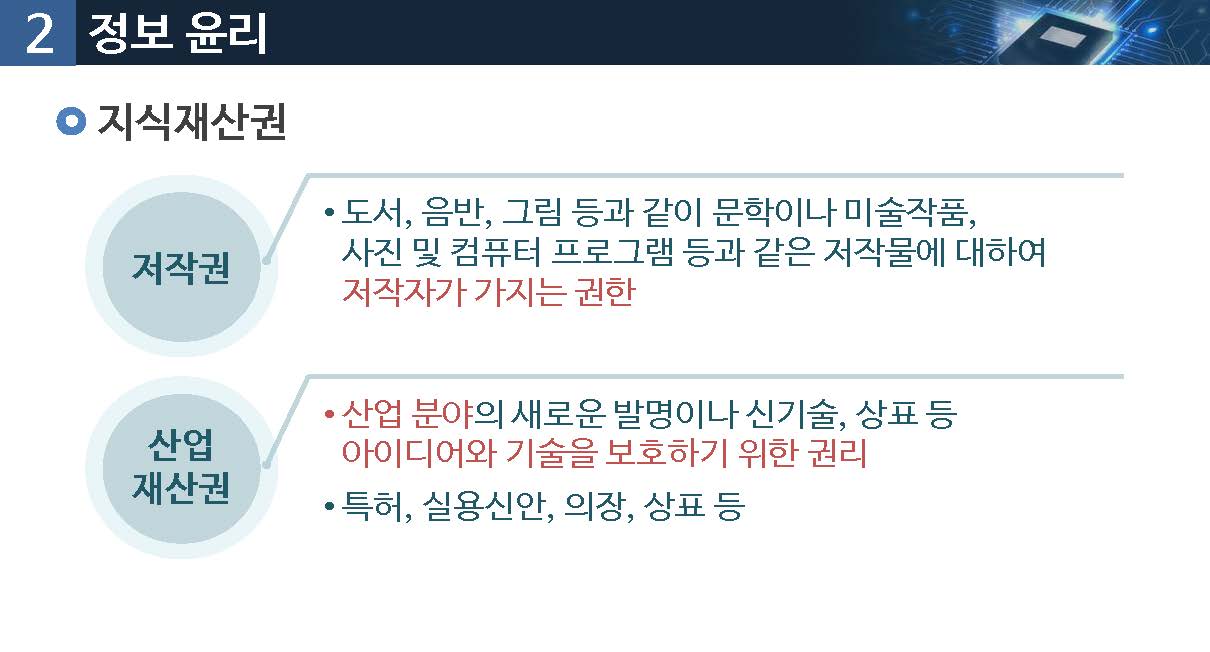 2 정보 윤리
지식재산권
저작권
• 도서, 음반, 그림 등과 같이 문학이나 미술작품,
사진 및 컴퓨터 프로그램 등과 같은 저작물에 대하여
저작자가 가지는 권한
산업
재산권
• 산업 분야의 새로운 발명이나 신기술, 상표 등
아이디어와 기술을 보호하기 위한 권리
• 특허, 실용신안, 의장, 상표 등